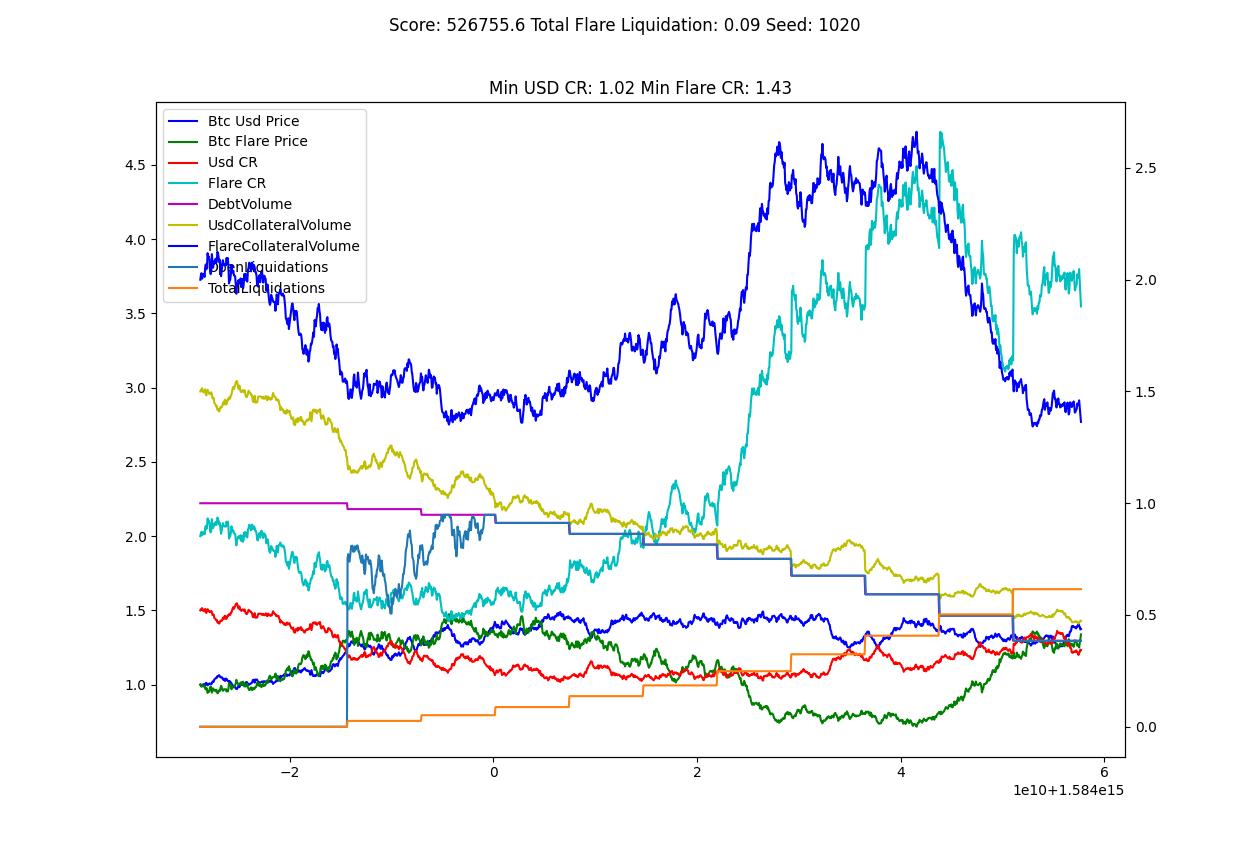 Score: 526755.6 Total Flare Liquidation: 0.09 Seed: 1020
Min USD CR: 1.02 Min Flare CR: 1.43
Btc Usd Price
Btc Flare Price
Usd CR
Flare CR
DebtVolume
UsdCollateralVolume
FlareCollateralVolume
OpenLiquidations
TotalLiquidations
4.5
4.0
3.5
3.0
2.5
2.0
1.5
1.0
2.5
2.0
1.5
1.0
0.5
0.0
−2
0
2
4
6
1e10+1.584e15